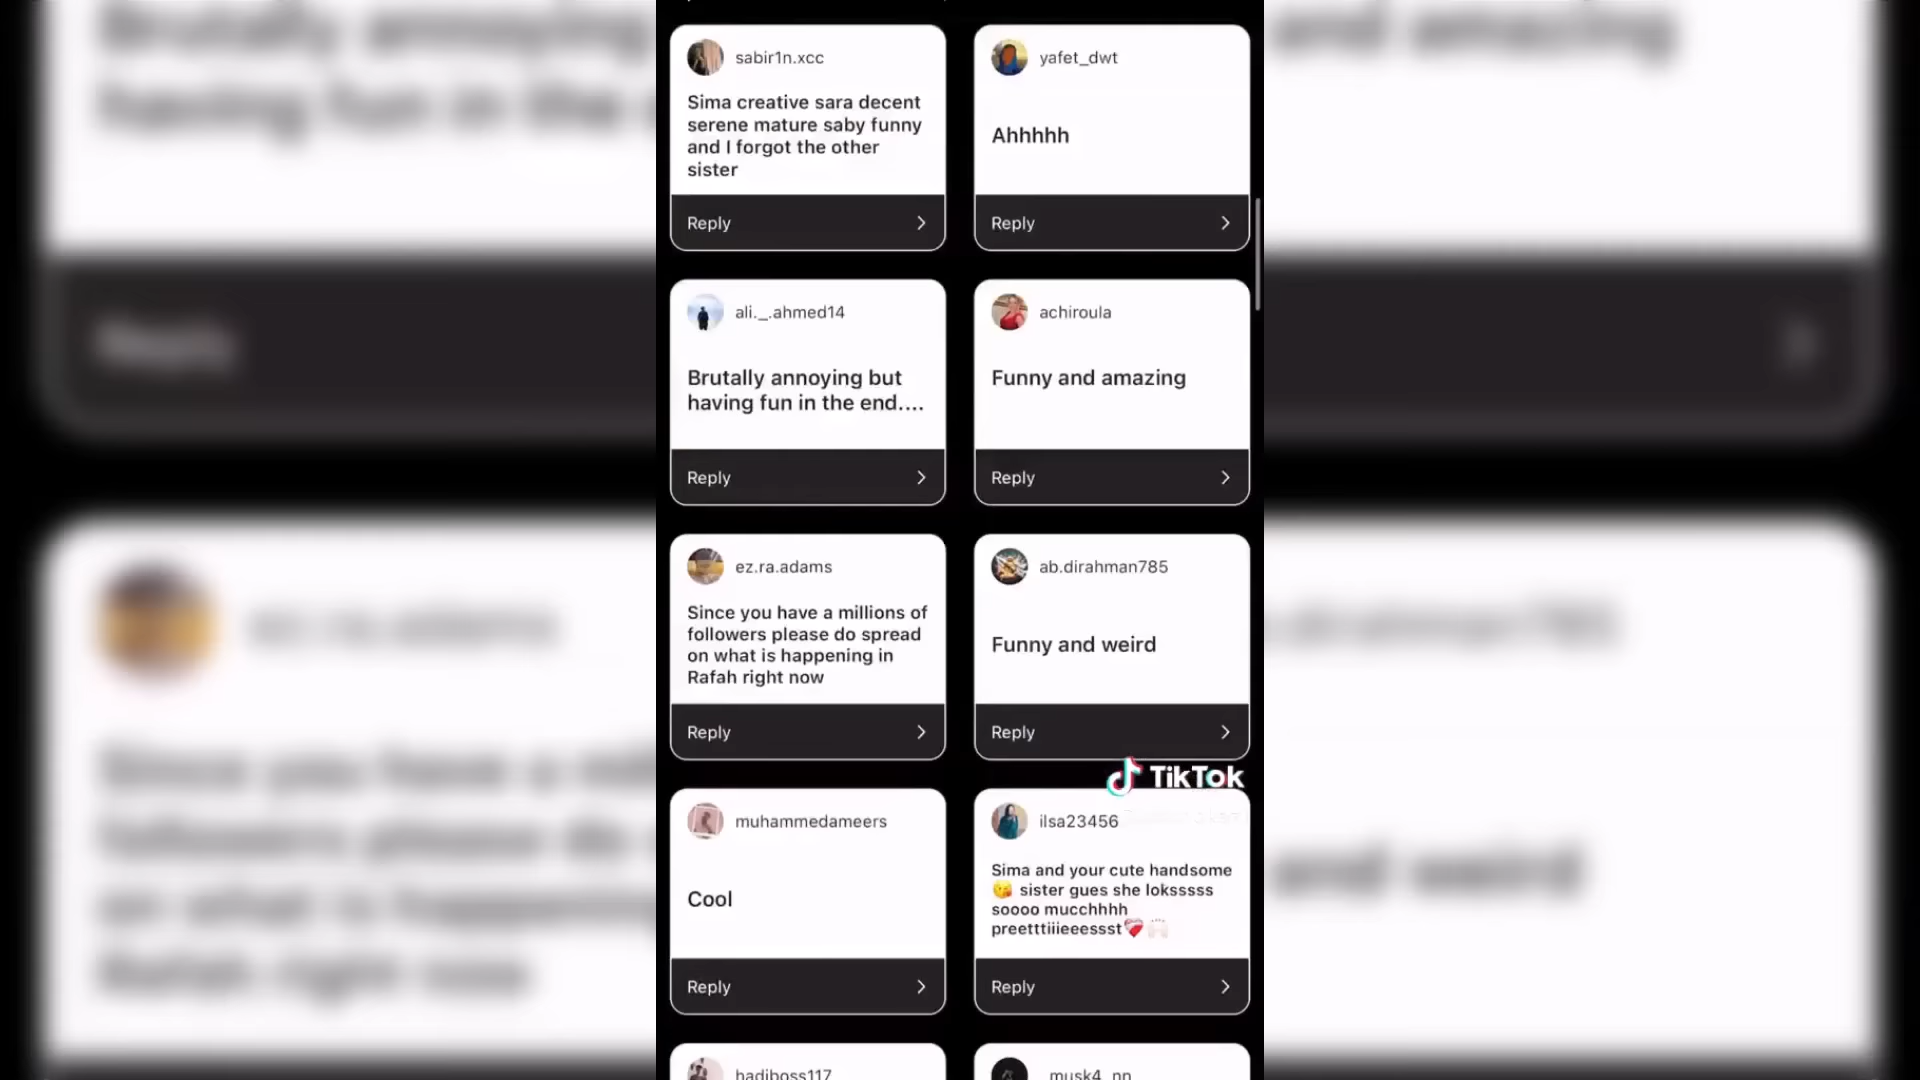 sabir1n.xcc
Sima creative sara decent
serene mature saby funny
and I forgot the other
sister
Reply
yafet_dwt
Ahhhhh
Reply
ali._.ahmed14
Brutally annoying but
having fun in the end....
Reply
achiroula
Funny and amazing
Reply
ez.ra.adams
Since you have a millions of
followers please do spread
on what is happening in
Rafah right now
Reply
ab.dirahman785
Funny and weird
Reply
TikTok
muhammedameers
Cool
Reply
ilsa23456
Sima and your cute handsome
😘 sister gues she loksssss
soooo mucchhhh
preetttiiieeessst❤️‍🩹🫶🏻
Reply
hadiboss117
musk4_nn